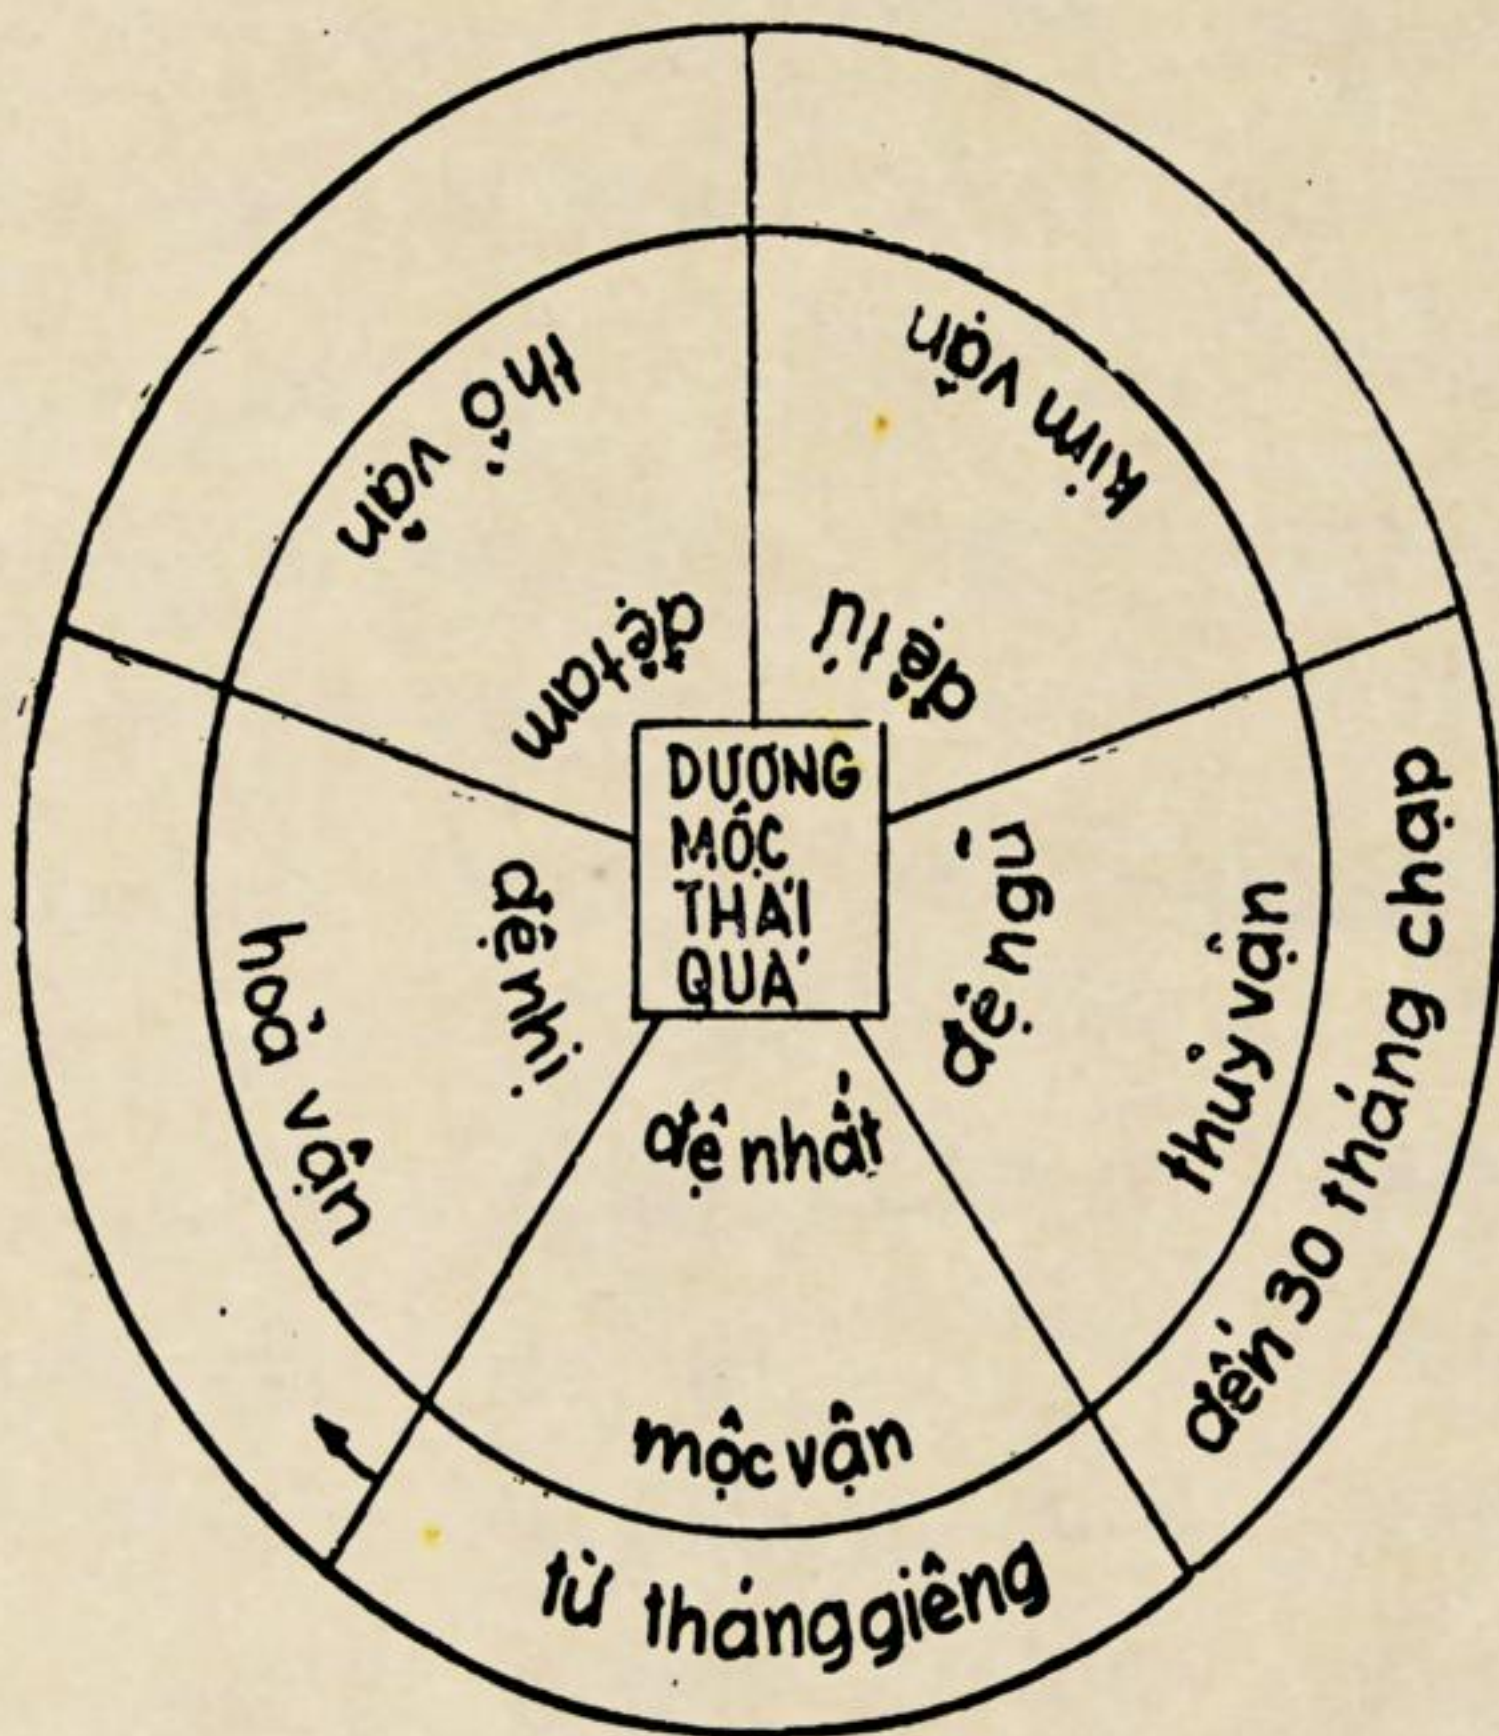 DƯƠNG
MỘC
THÁI
QUÁ
đệ nhất
mộc vận
từ tháng giêng
đệ nhị
hoả vận
đệ tam
thổ vận
đệ tứ
kim vận
đệ ngũ
thủy vận
đến 30 tháng chạp